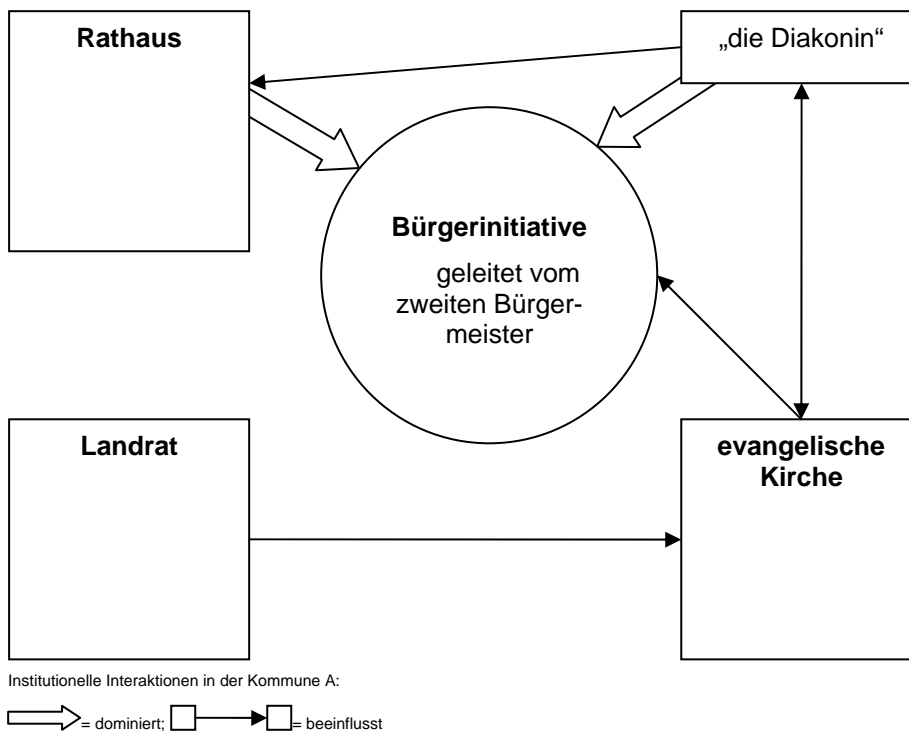 Rathaus
„die Diakonin“
Bürgerinitiative
geleitet vom
zweiten Bürger-
meister
Landrat
evangelische
Kirche
Institutionelle Interaktionen in der Kommune A:
= dominiert; = beeinflusst